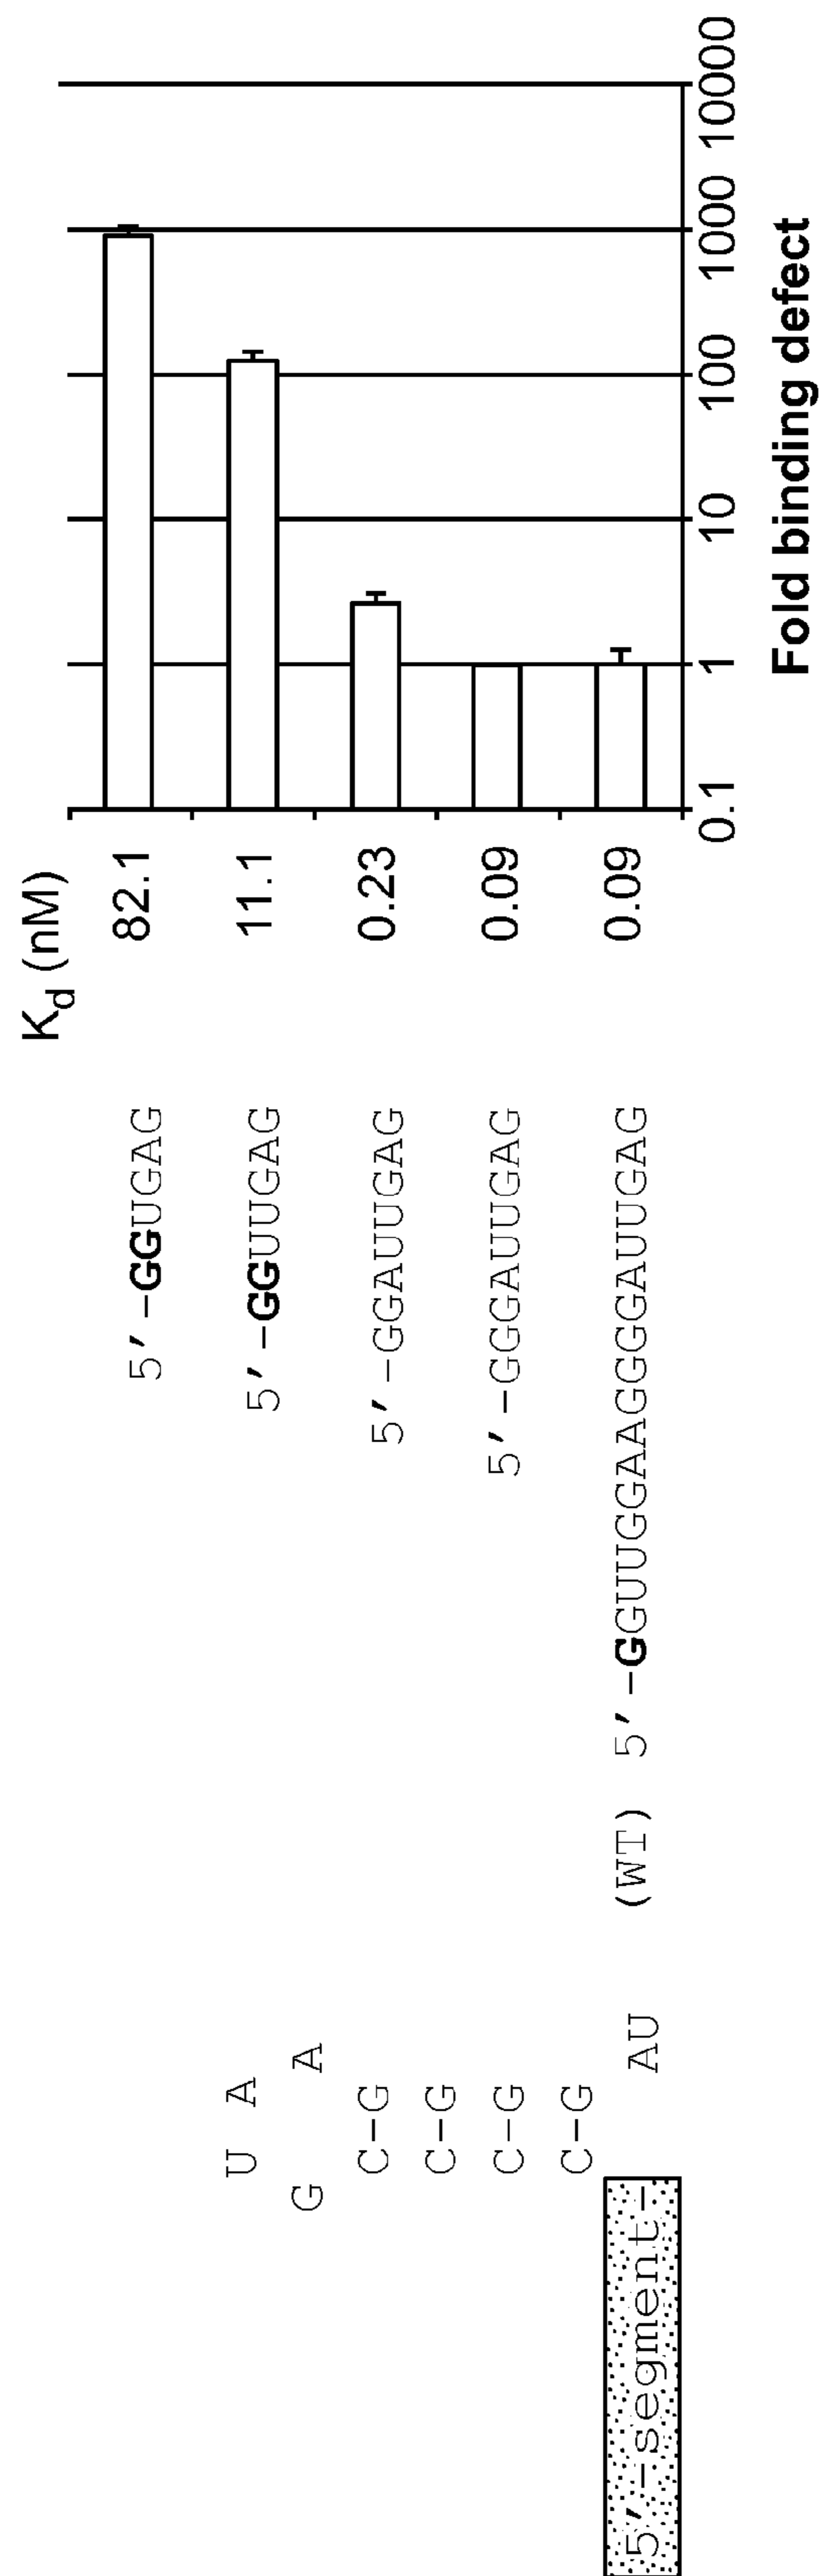 K_d (nM)
5′-GGUGAG 82.1
U A 5′-GGUUGAG 11.1
G A
C-G 5′-GGAUUGAG 0.23
C-G
C-G 5′-GGGAUUGAG 0.09
C-G
5′-segment- AU (WT) 5′-GGUUGGAAGGGGAUUGAG 0.09
0.1 1 10 100 1000 10000
Fold binding defect